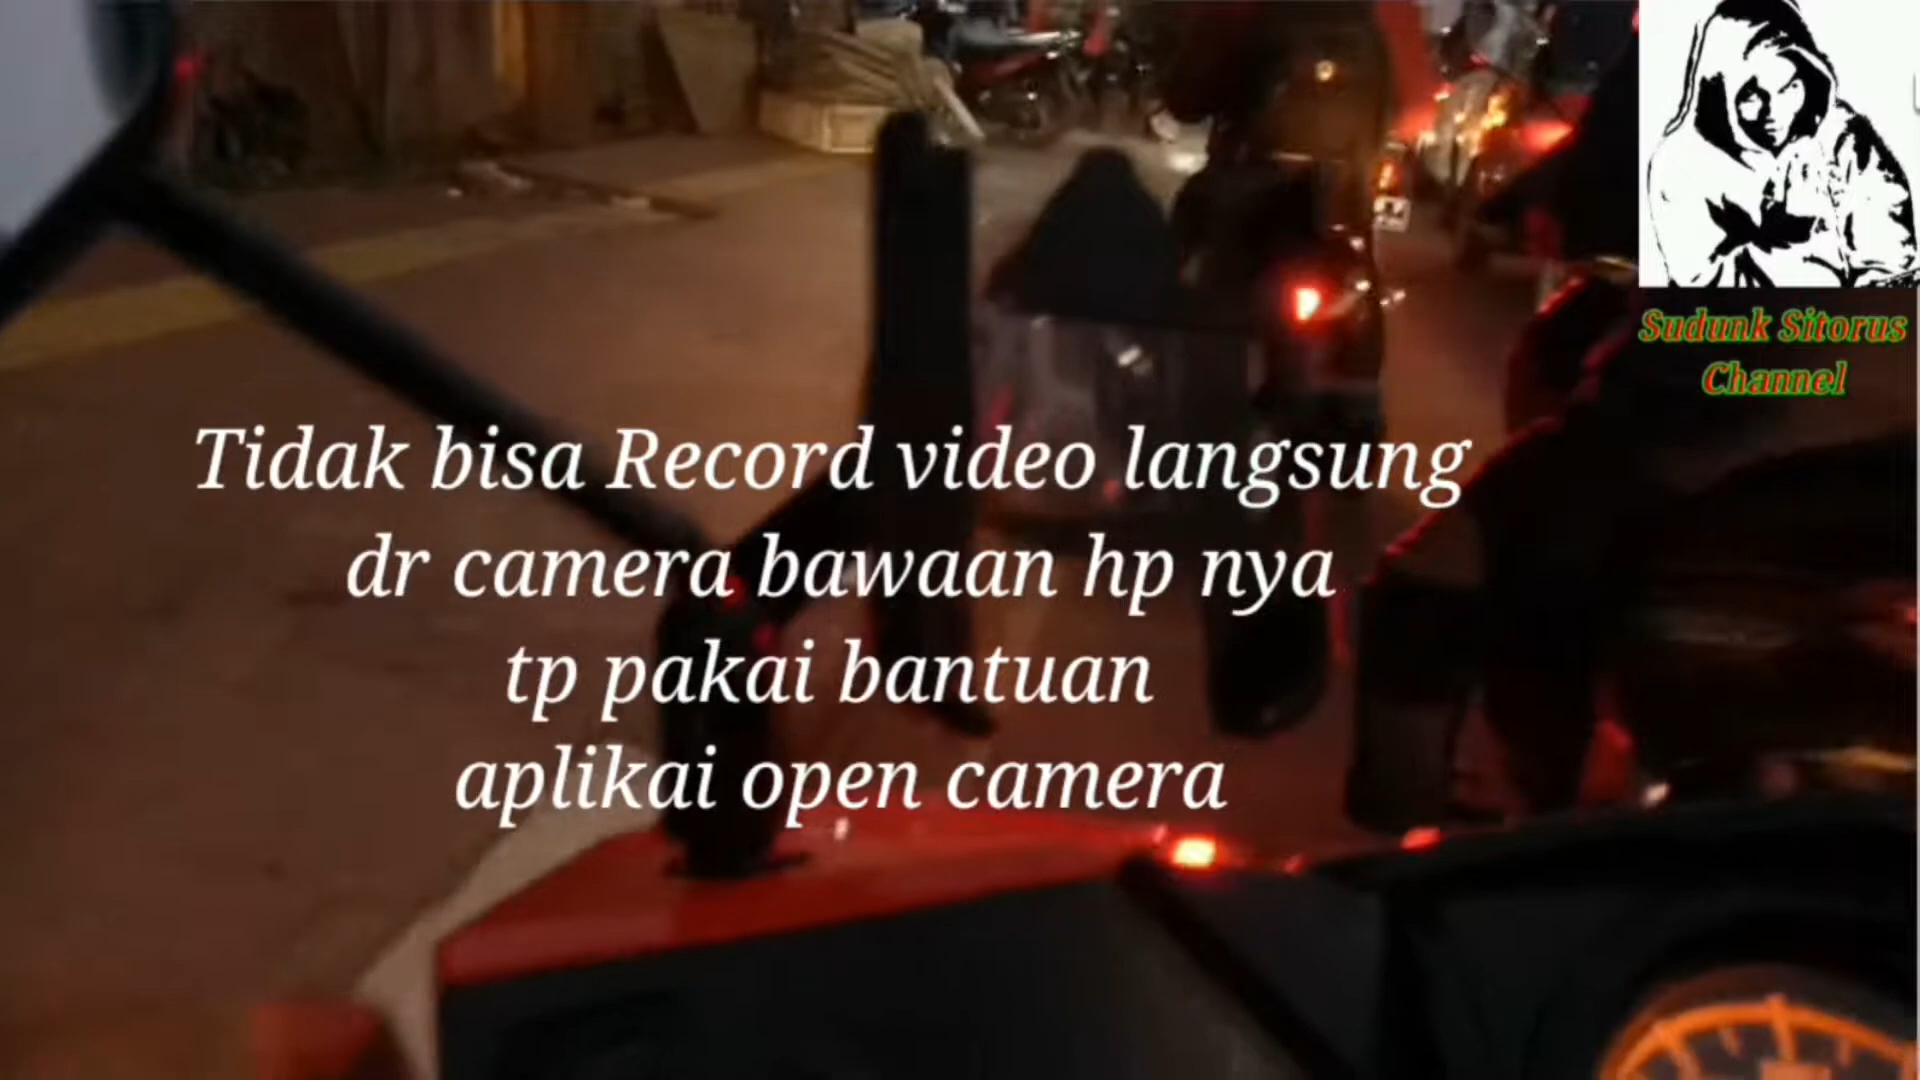 Sudunk Sitorus
Channel
Tidak bisa Record video langsung
dr camera bawaan hp nya
tp pakai bantuan
aplikai open camera